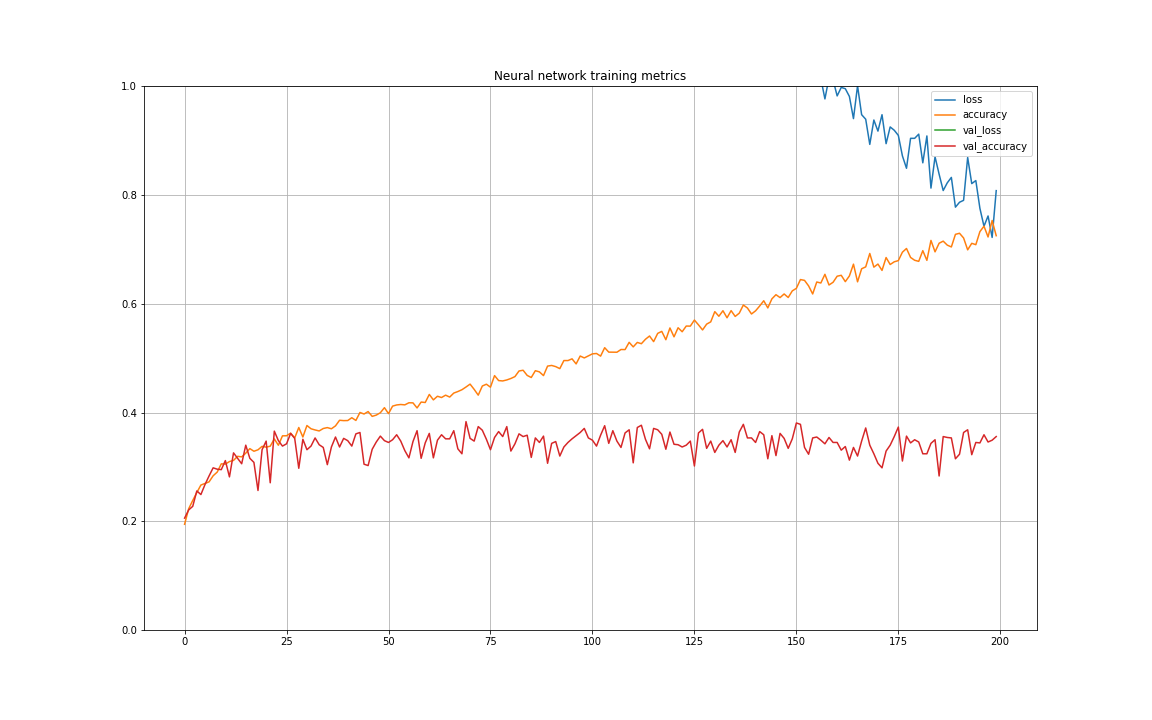 Neural network training metrics
1.0
0.8
0.6
0.4
0.2
0.0
loss
accuracy
val_loss
val_accuracy
0 25 50 75 100 125 150 175 200